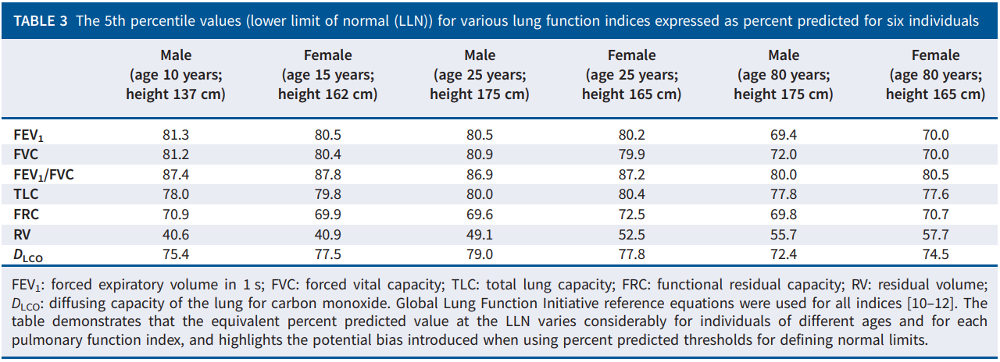 TABLE 3 The 5th percentile values (lower limit of normal (LLN)) for various lung function indices expressed as percent predicted for six individuals
Male Female Male Female Male Female
(age 10 years; (age 15 years; (age 25 years; (age 25 years; (age 80 years; (age 80 years;
height 137 cm) height 162 cm) height 175 cm) height 165 cm) height 175 cm) height 165 cm)
FEV₁ 81.3 80.5 80.5 80.2 69.4 70.0
FVC 81.2 80.4 80.9 79.9 72.0 70.0
FEV₁/FVC 87.4 87.8 86.9 87.2 80.0 80.5
TLC 78.0 79.8 80.0 80.4 77.8 77.6
FRC 70.9 69.9 69.6 72.5 69.8 70.7
RV 40.6 40.9 49.1 52.5 55.7 57.7
DLCO 75.4 77.5 79.0 77.8 72.4 74.5
FEV₁: forced expiratory volume in 1 s; FVC: forced vital capacity; TLC: total lung capacity; FRC: functional residual capacity; RV: residual volume;
DLCO: diffusing capacity of the lung for carbon monoxide. Global Lung Function Initiative reference equations were used for all indices [10–12]. The
table demonstrates that the equivalent percent predicted value at the LLN varies considerably for individuals of different ages and for each
pulmonary function index, and highlights the potential bias introduced when using percent predicted thresholds for defining normal limits.